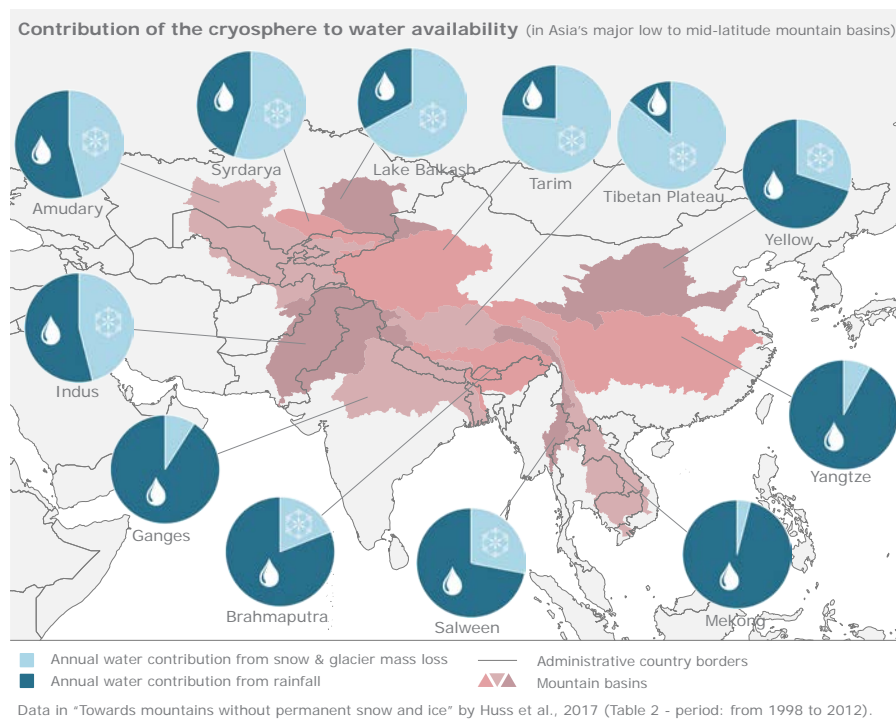 Contribution of the cryosphere to water availability (in Asia's major low to mid-latitude mountain basins)
Syrdarya
Lake Balkash
Tarim
Tibetan Plateau
Amudary
Yellow
Indus
Yangtze
Ganges
Brahmaputra
Salween
Mekong
Annual water contribution from snow & glacier mass loss
Administrative country borders
Annual water contribution from rainfall
Mountain basins
Data in "Towards mountains without permanent snow and ice" by Huss et al., 2017 (Table 2 - period: from 1998 to 2012).